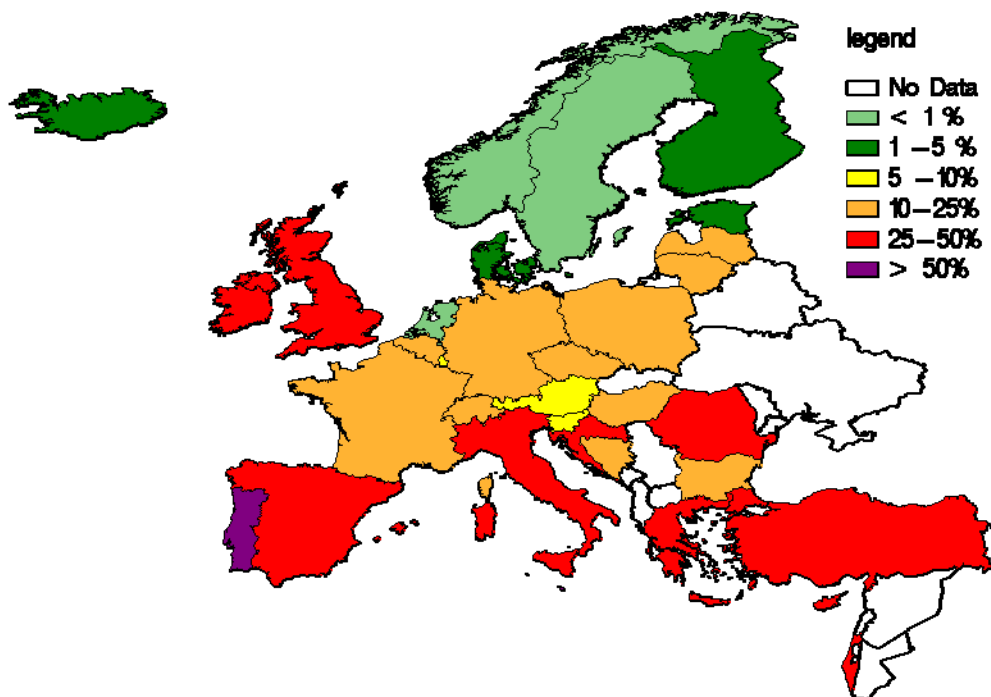 legend
No Data
< 1 %
1 –5 %
5 –10%
10–25%
25–50%
> 50%